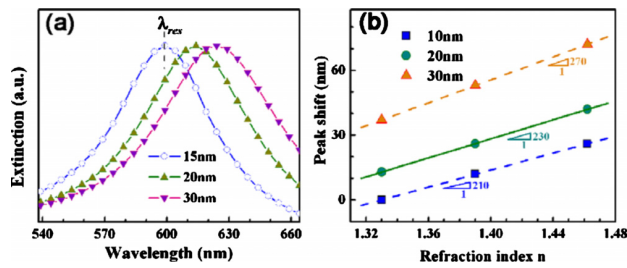 (a)
λres
Extinction (a.u.)
15nm
20nm
30nm
540 570 600 630 660
Wavelength (nm)
(b)
10nm
20nm
30nm
Peak shift (nm)
60
30
0
270
1
230
1
210
1
1.32 1.36 1.40 1.44 1.48
Refraction index n